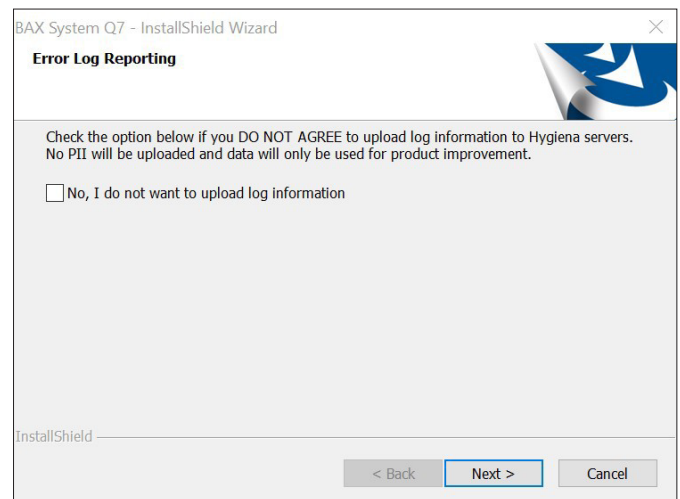 BAX System Q7 - InstallShield Wizard
Error Log Reporting
Check the option below if you DO NOT AGREE to upload log information to Hygiena servers.
No PII will be uploaded and data will only be used for product improvement.
No, I do not want to upload log information
InstallShield
< Back Next > Cancel